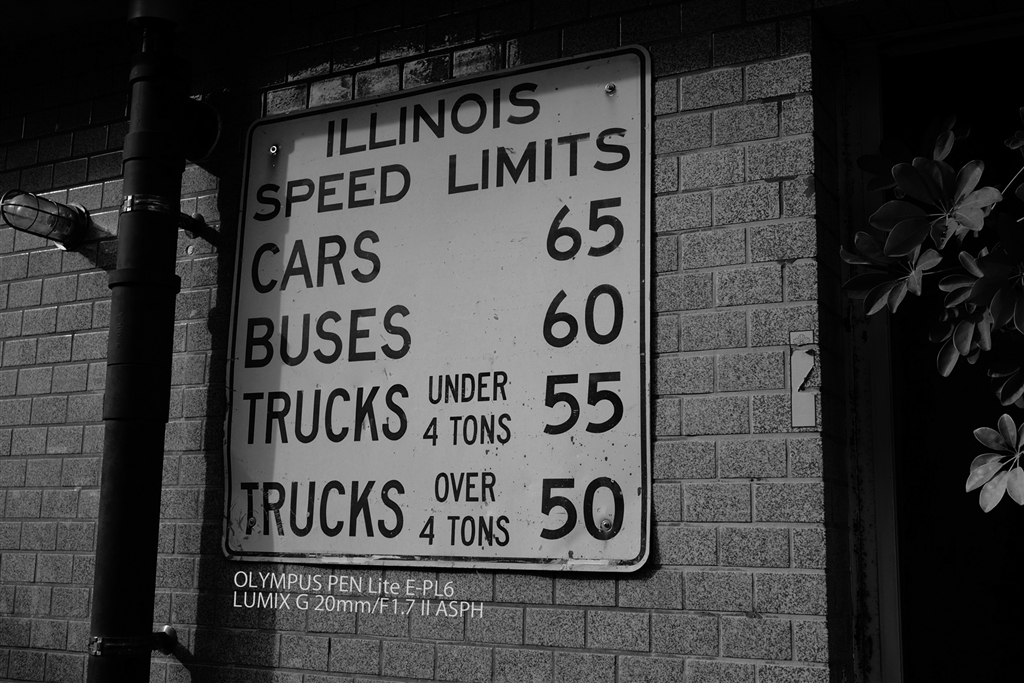 ILLINOIS
SPEED LIMITS
CARS 65
BUSES 60
TRUCKS UNDER 4 TONS 55
TRUCKS OVER 4 TONS 50
2
OLYMPUS PEN Lite E-PL6
LUMIX G 20mm/F1.7 II ASPH